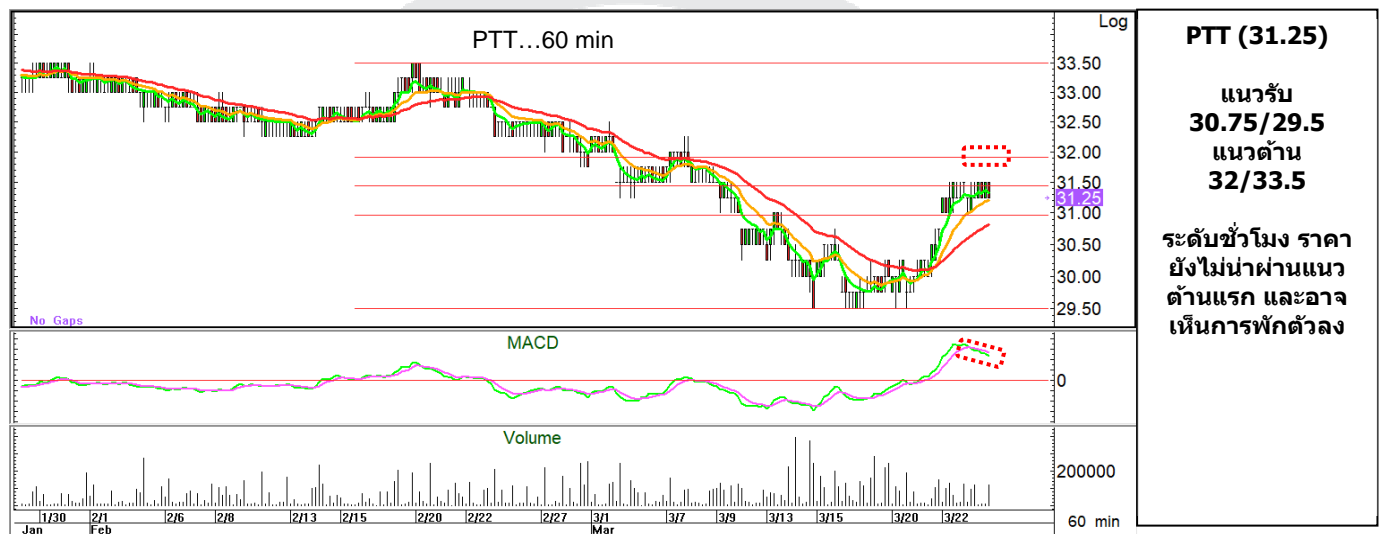 PTT...60 min
Log
33.50
33.00
32.50
32.00
31.50
31.25
31.00
30.50
30.00
29.50
No Gaps
MACD
0
Volume
200000
1/30 2/1 2/6 2/8 2/13 2/15 2/20 2/22 2/27 3/1 3/7 3/9 3/13 3/15 3/20 3/22
Jan Feb Mar
60 min
PTT (31.25)
แนวรับ
30.75/29.5
แนวต้าน
32/33.5
ระดับชั่วโมง ราคา
ยังไม่น่าผ่านแนว
ต้านแรก และอาจ
เห็นการพักตัวลง